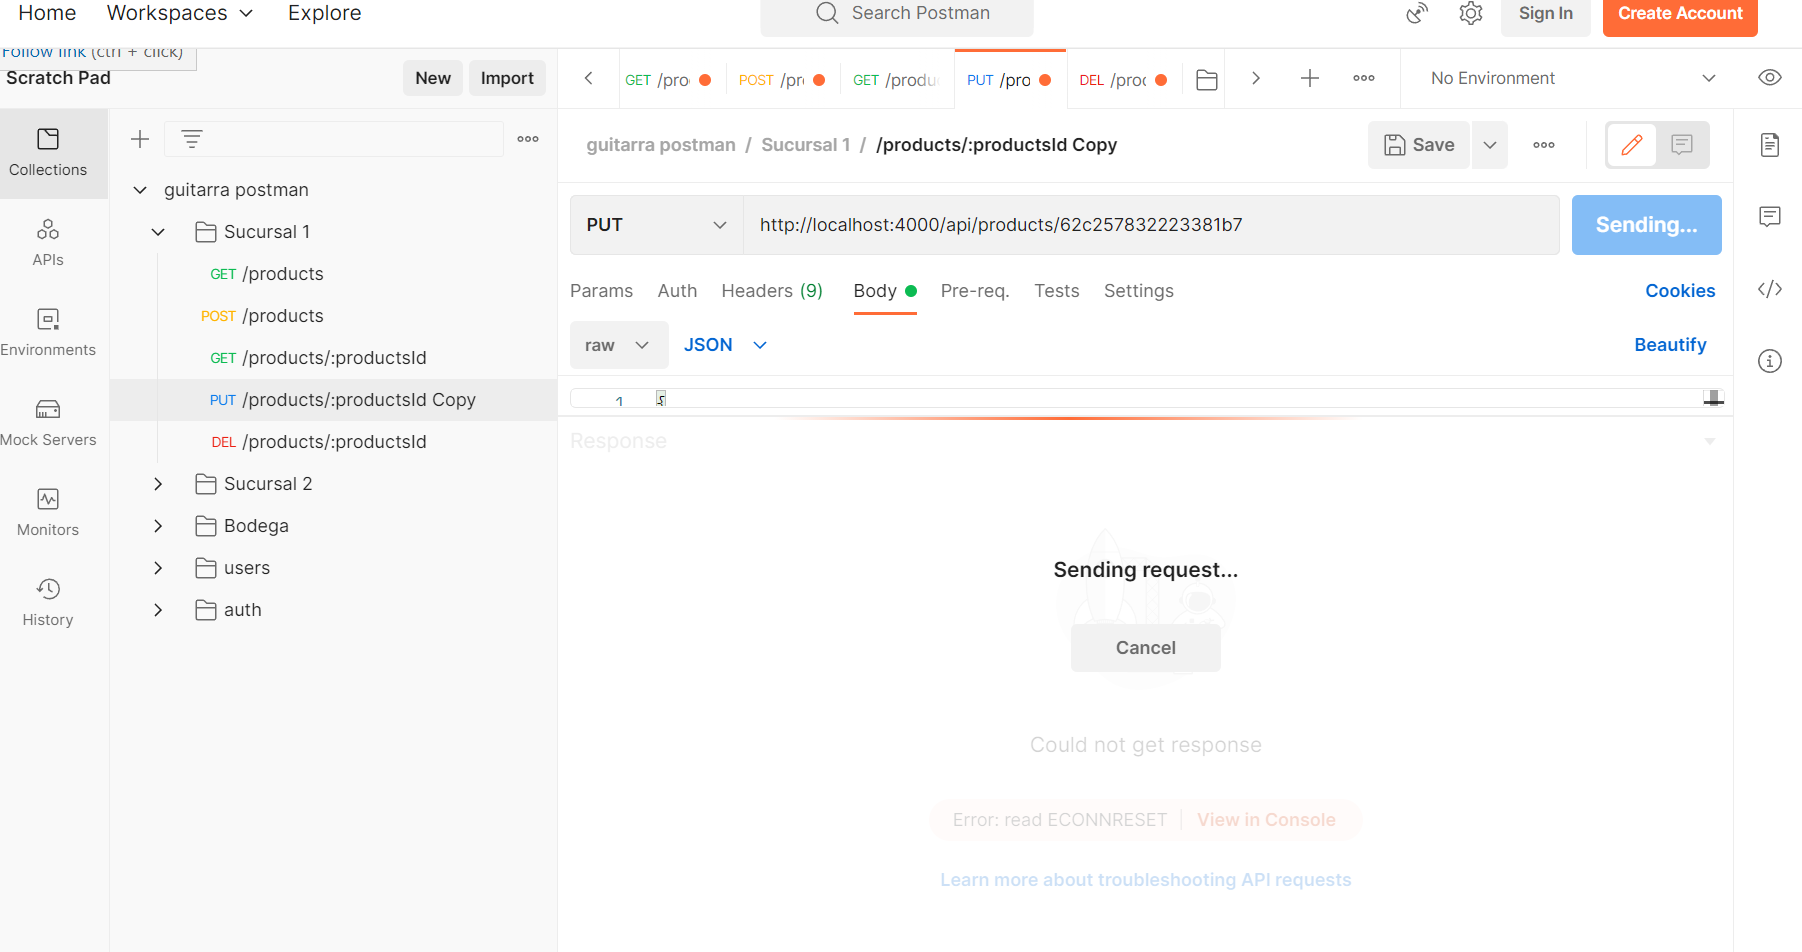 Home Workspaces Explore Search Postman Sign In Create Account
Follow link (ctrl + click)
Scratch Pad New Import
GET /pro POST /pr GET /produ PUT /pro DEL /proc No Environment
Collections
guitarra postman / Sucursal 1 / /products/:productsId Copy Save
guitarra postman
PUT http://localhost:4000/api/products/62c257832223381b7 Sending...
Sucursal 1
APIs
GET /products
Params Auth Headers (9) Body Pre-req. Tests Settings Cookies
POST /products
Environments
raw JSON Beautify
GET /products/:productsId
PUT /products/:productsId Copy
1 {
Mock Servers
DEL /products/:productsId
Response
Sucursal 2
Monitors
Bodega
users
Sending request...
History
auth
Cancel
Could not get response
Error: read ECONNRESET View in Console
Learn more about troubleshooting API requests